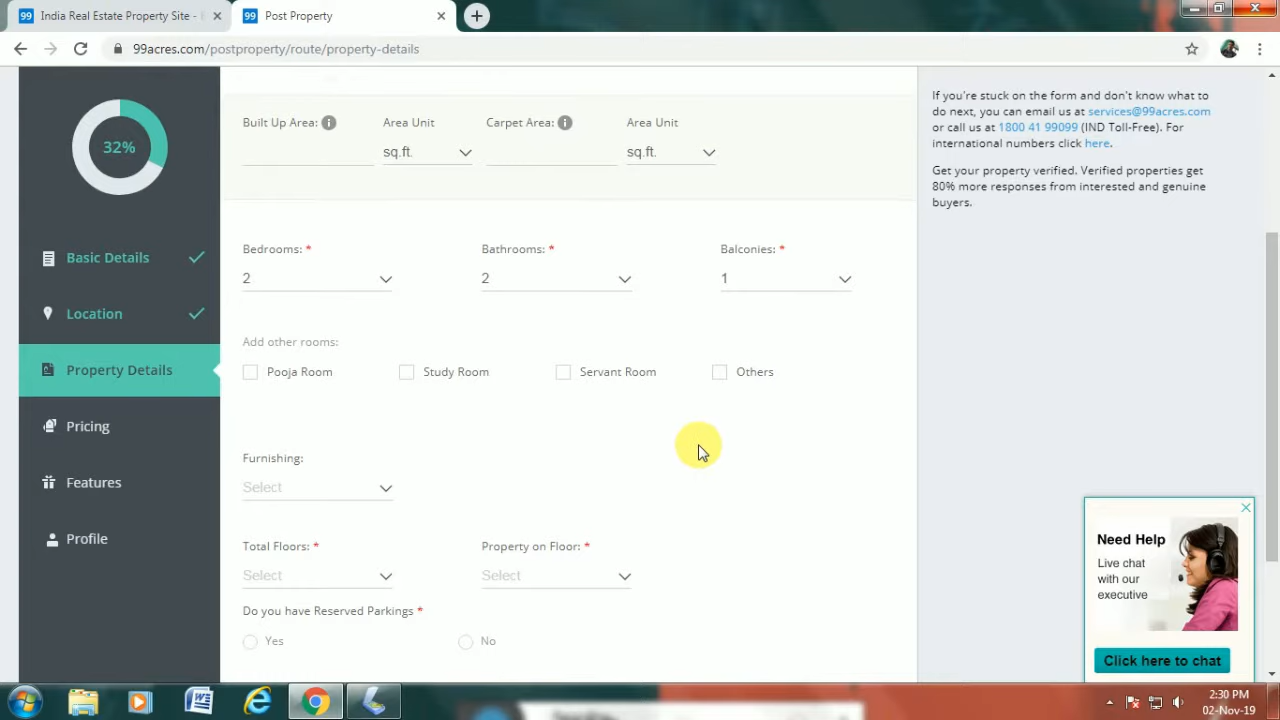 99 India Real Estate Property Site -
99 Post Property
99acres.com/postproperty/route/property-details
32%
Basic Details
Location
Property Details
Pricing
Features
Profile
Built Up Area: Area Unit Carpet Area: Area Unit
sq.ft. sq.ft.
Bedrooms: * Bathrooms: * Balconies: *
2 2 1
Add other rooms:
Pooja Room Study Room Servant Room Others
Furnishing:
Select
Total Floors: * Property on Floor: *
Select Select
Do you have Reserved Parkings *
Yes No
If you're stuck on the form and don't know what to
do next, you can email us at services@99acres.com
or call us at 1800 41 99099 (IND Toll-Free). For
international numbers click here.
Get your property verified. Verified properties get
80% more responses from interested and genuine
buyers.
Need Help
Live chat
with our
executive
Click here to chat
2:30 PM
02-Nov-19